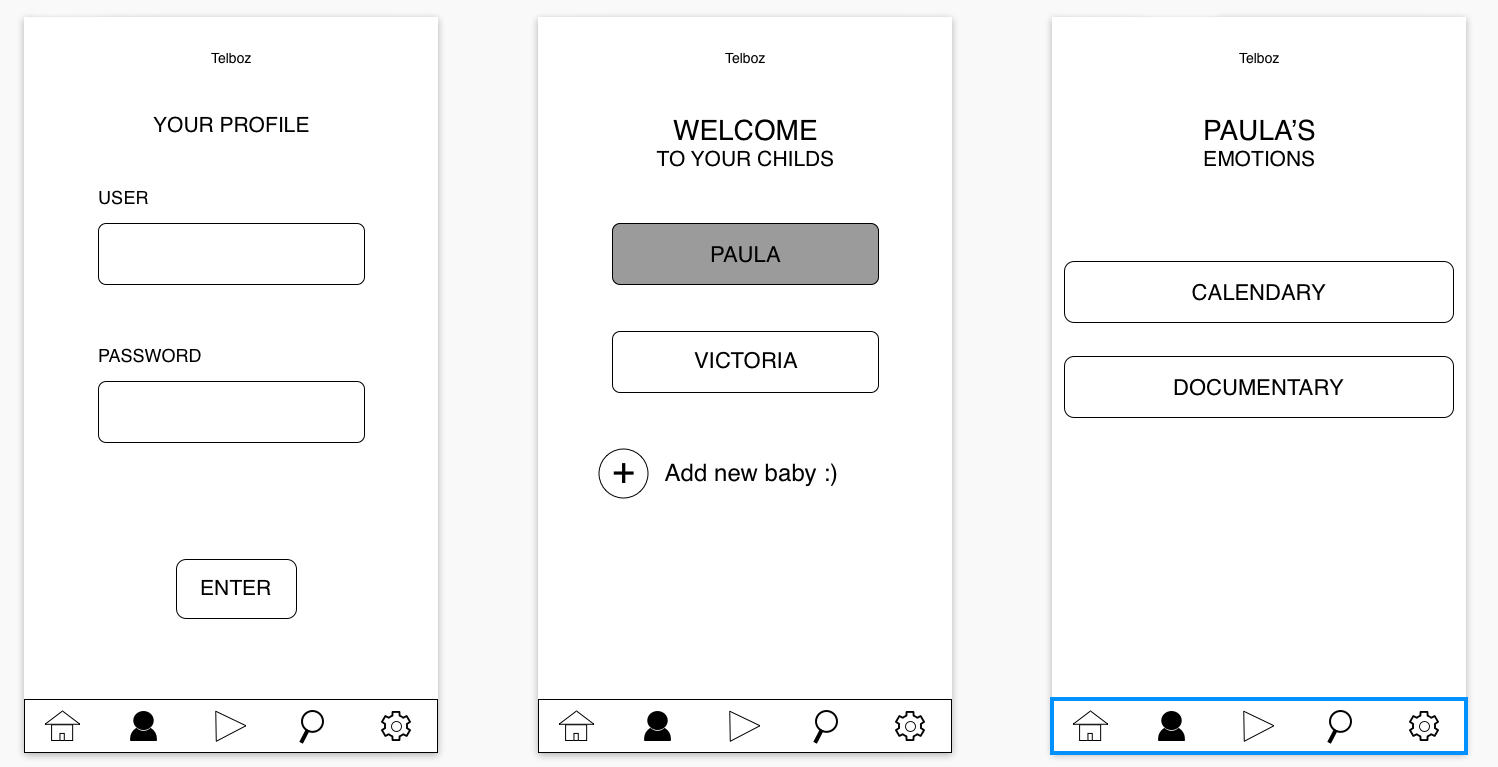 Telboz
YOUR PROFILE
USER
PASSWORD
ENTER
Telboz
WELCOME
TO YOUR CHILDS
PAULA
VICTORIA
Add new baby :)
Telboz
PAULA’S
EMOTIONS
CALENDARY
DOCUMENTARY